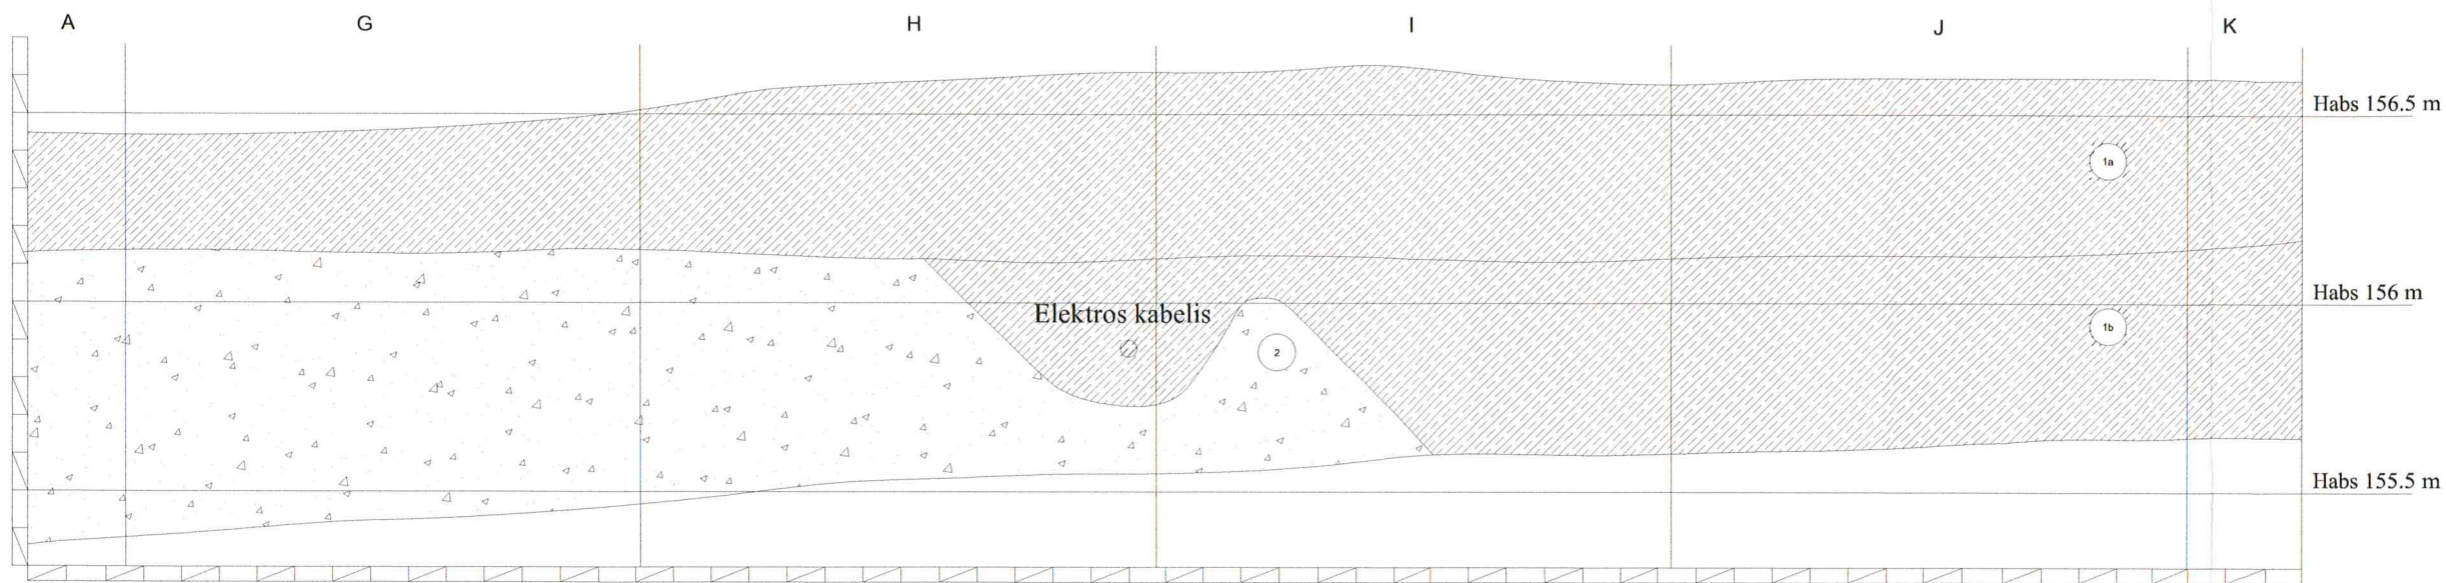 A G H I J K
Habs 156.5 m
1a
Habs 156 m
Elektros kabelis
1b
2
Habs 155.5 m